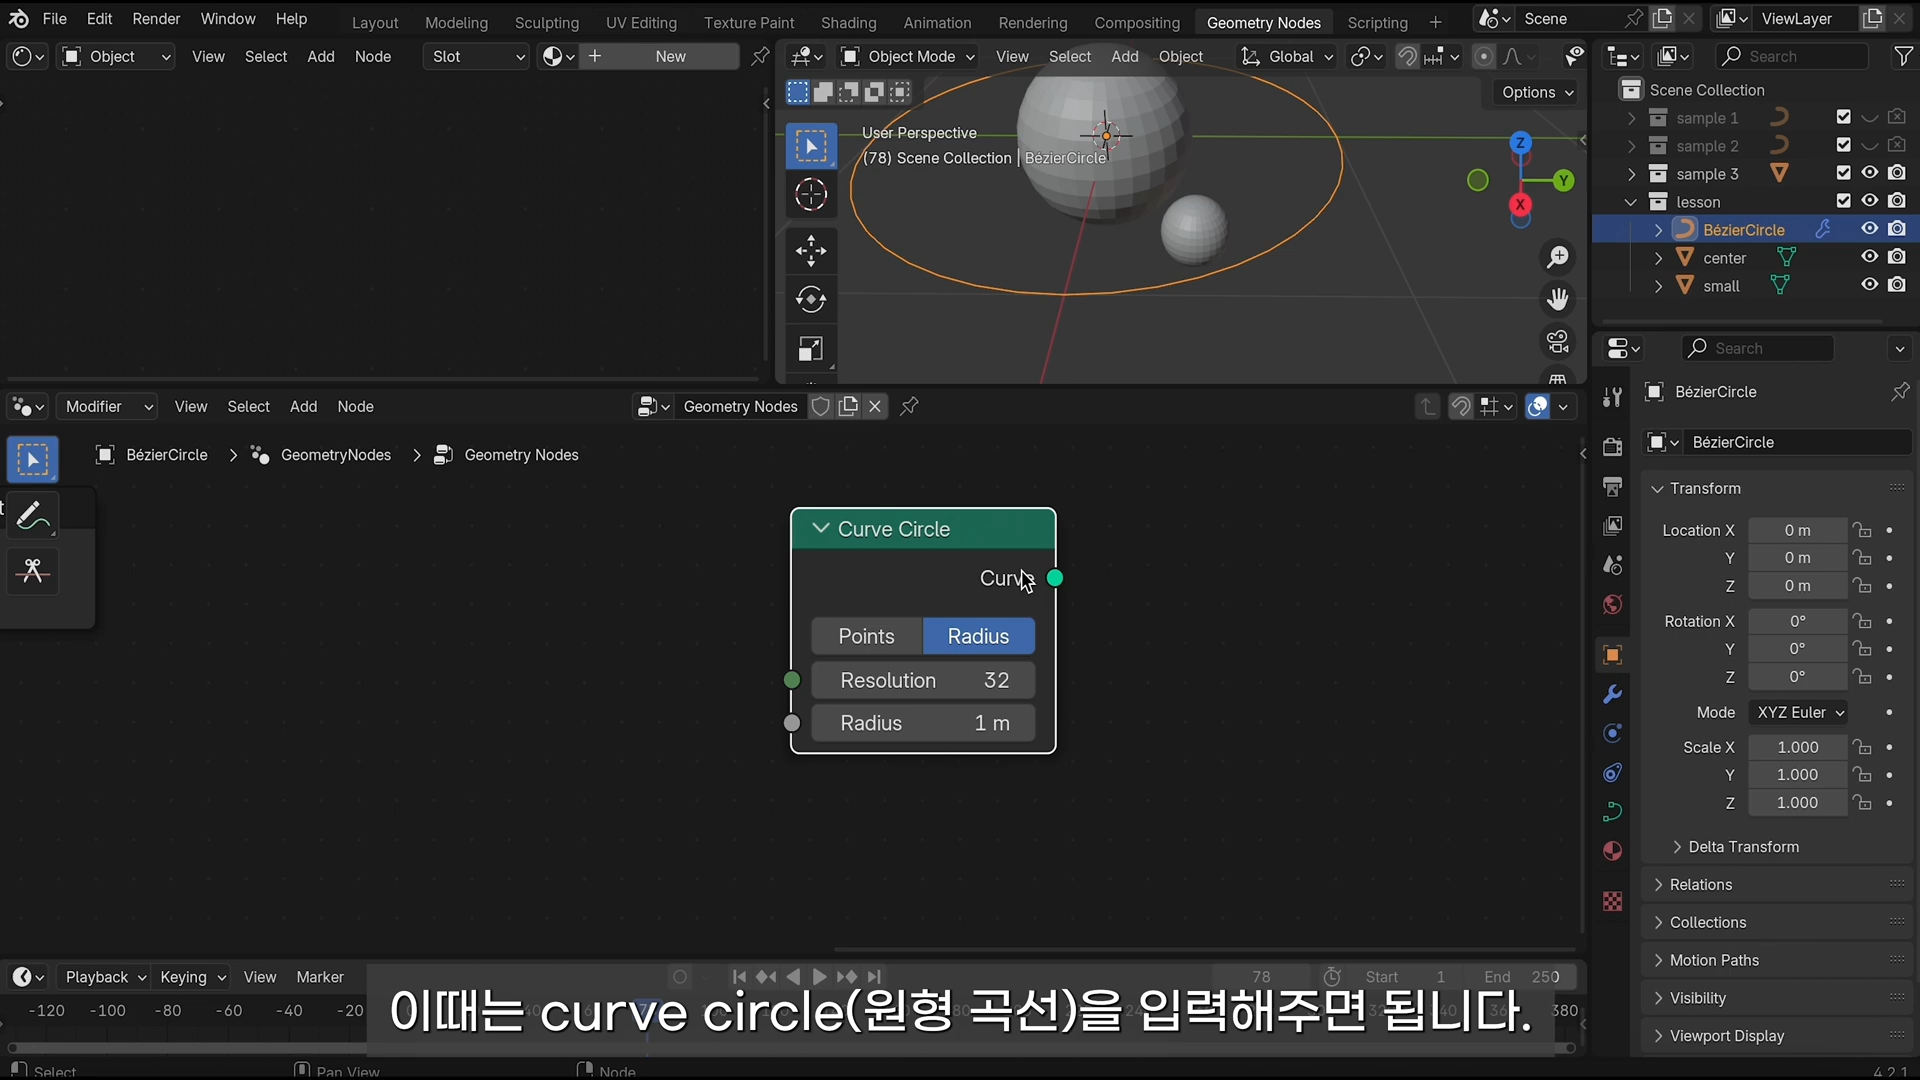 File Edit Render Window Help Layout Modeling Sculpting UV Editing Texture Paint Shading Animation Rendering Compositing Geometry Nodes Scripting + Scene ViewLayer
Object View Select Add Node Slot New
Object Mode View Select Add Object Global
Search
Options
User Perspective
(78) Scene Collection | BézierCircle
Z
Y
X
Scene Collection
sample 1
sample 2
sample 3
lesson
BézierCircle
center
small
Search
BézierCircle
BézierCircle
Transform
Location X 0 m
Y 0 m
Z 0 m
Rotation X 0°
Y 0°
Z 0°
Mode XYZ Euler
Scale X 1.000
Y 1.000
Z 1.000
Delta Transform
Relations
Collections
Motion Paths
Visibility
Viewport Display
Modifier View Select Add Node Geometry Nodes
BézierCircle > GeometryNodes > Geometry Nodes
Curve Circle
Curve
Points Radius
Resolution 32
Radius 1 m
Playback Keying View Marker 78 Start 1 End 250
-120 -100 -80 -60 -40 -20 380
이때는 curve circle(원형 곡선)을 입력해주면 됩니다.
Select Pan View Node 4.2.1